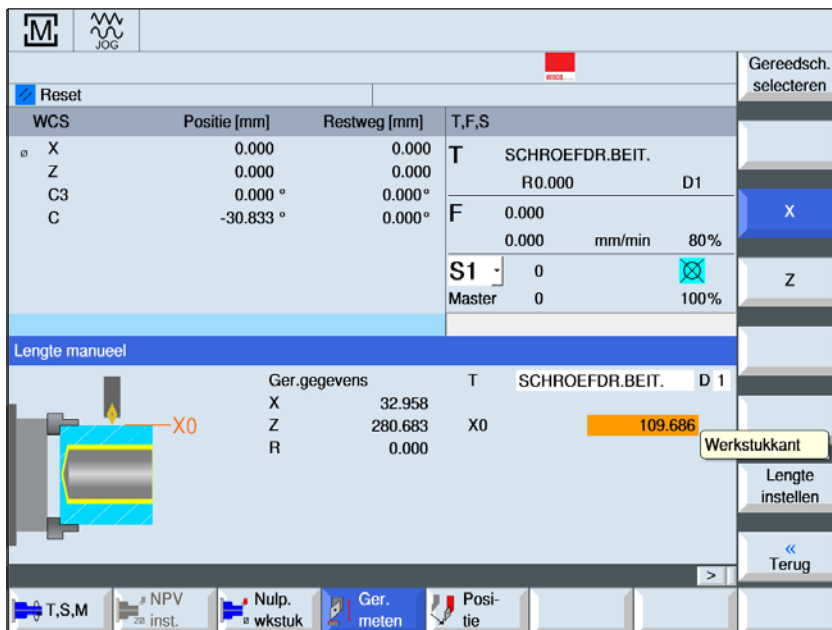 M
JOG
Gereedsch.
selecteren
emco
Reset
WCS Positie [mm] Restweg [mm] T,F,S
ø X 0.000 0.000
Z 0.000 0.000
C3 0.000 ° 0.000°
C -30.833 ° 0.000°
T SCHROEFDR.BEIT.
R0.000 D1
F 0.000
0.000 mm/min 80%
S1 0
Master 0 100%
X
Z
Lengte manueel
Ger.gegevens T SCHROEFDR.BEIT. D 1
X 32.958
Z 280.683 X0 109.686
R 0.000
X0
Werkstukkant
Lengte
instellen
«
Terug
>
T,S,M
NPV
inst.
Nulp.
wkstuk
Ger.
meten
Posi-
tie